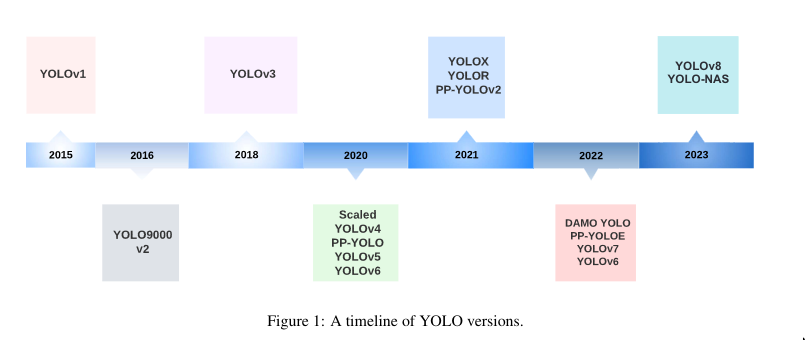 YOLOv1
YOLOv3
YOLOX
YOLOR
PP-YOLOv2
YOLOv8
YOLO-NAS
2015
2016
2018
2020
2021
2022
2023
YOLO9000
v2
Scaled
YOLOv4
PP-YOLO
YOLOv5
YOLOv6
DAMO YOLO
PP-YOLOE
YOLOv7
YOLOv6
Figure 1: A timeline of YOLO versions.